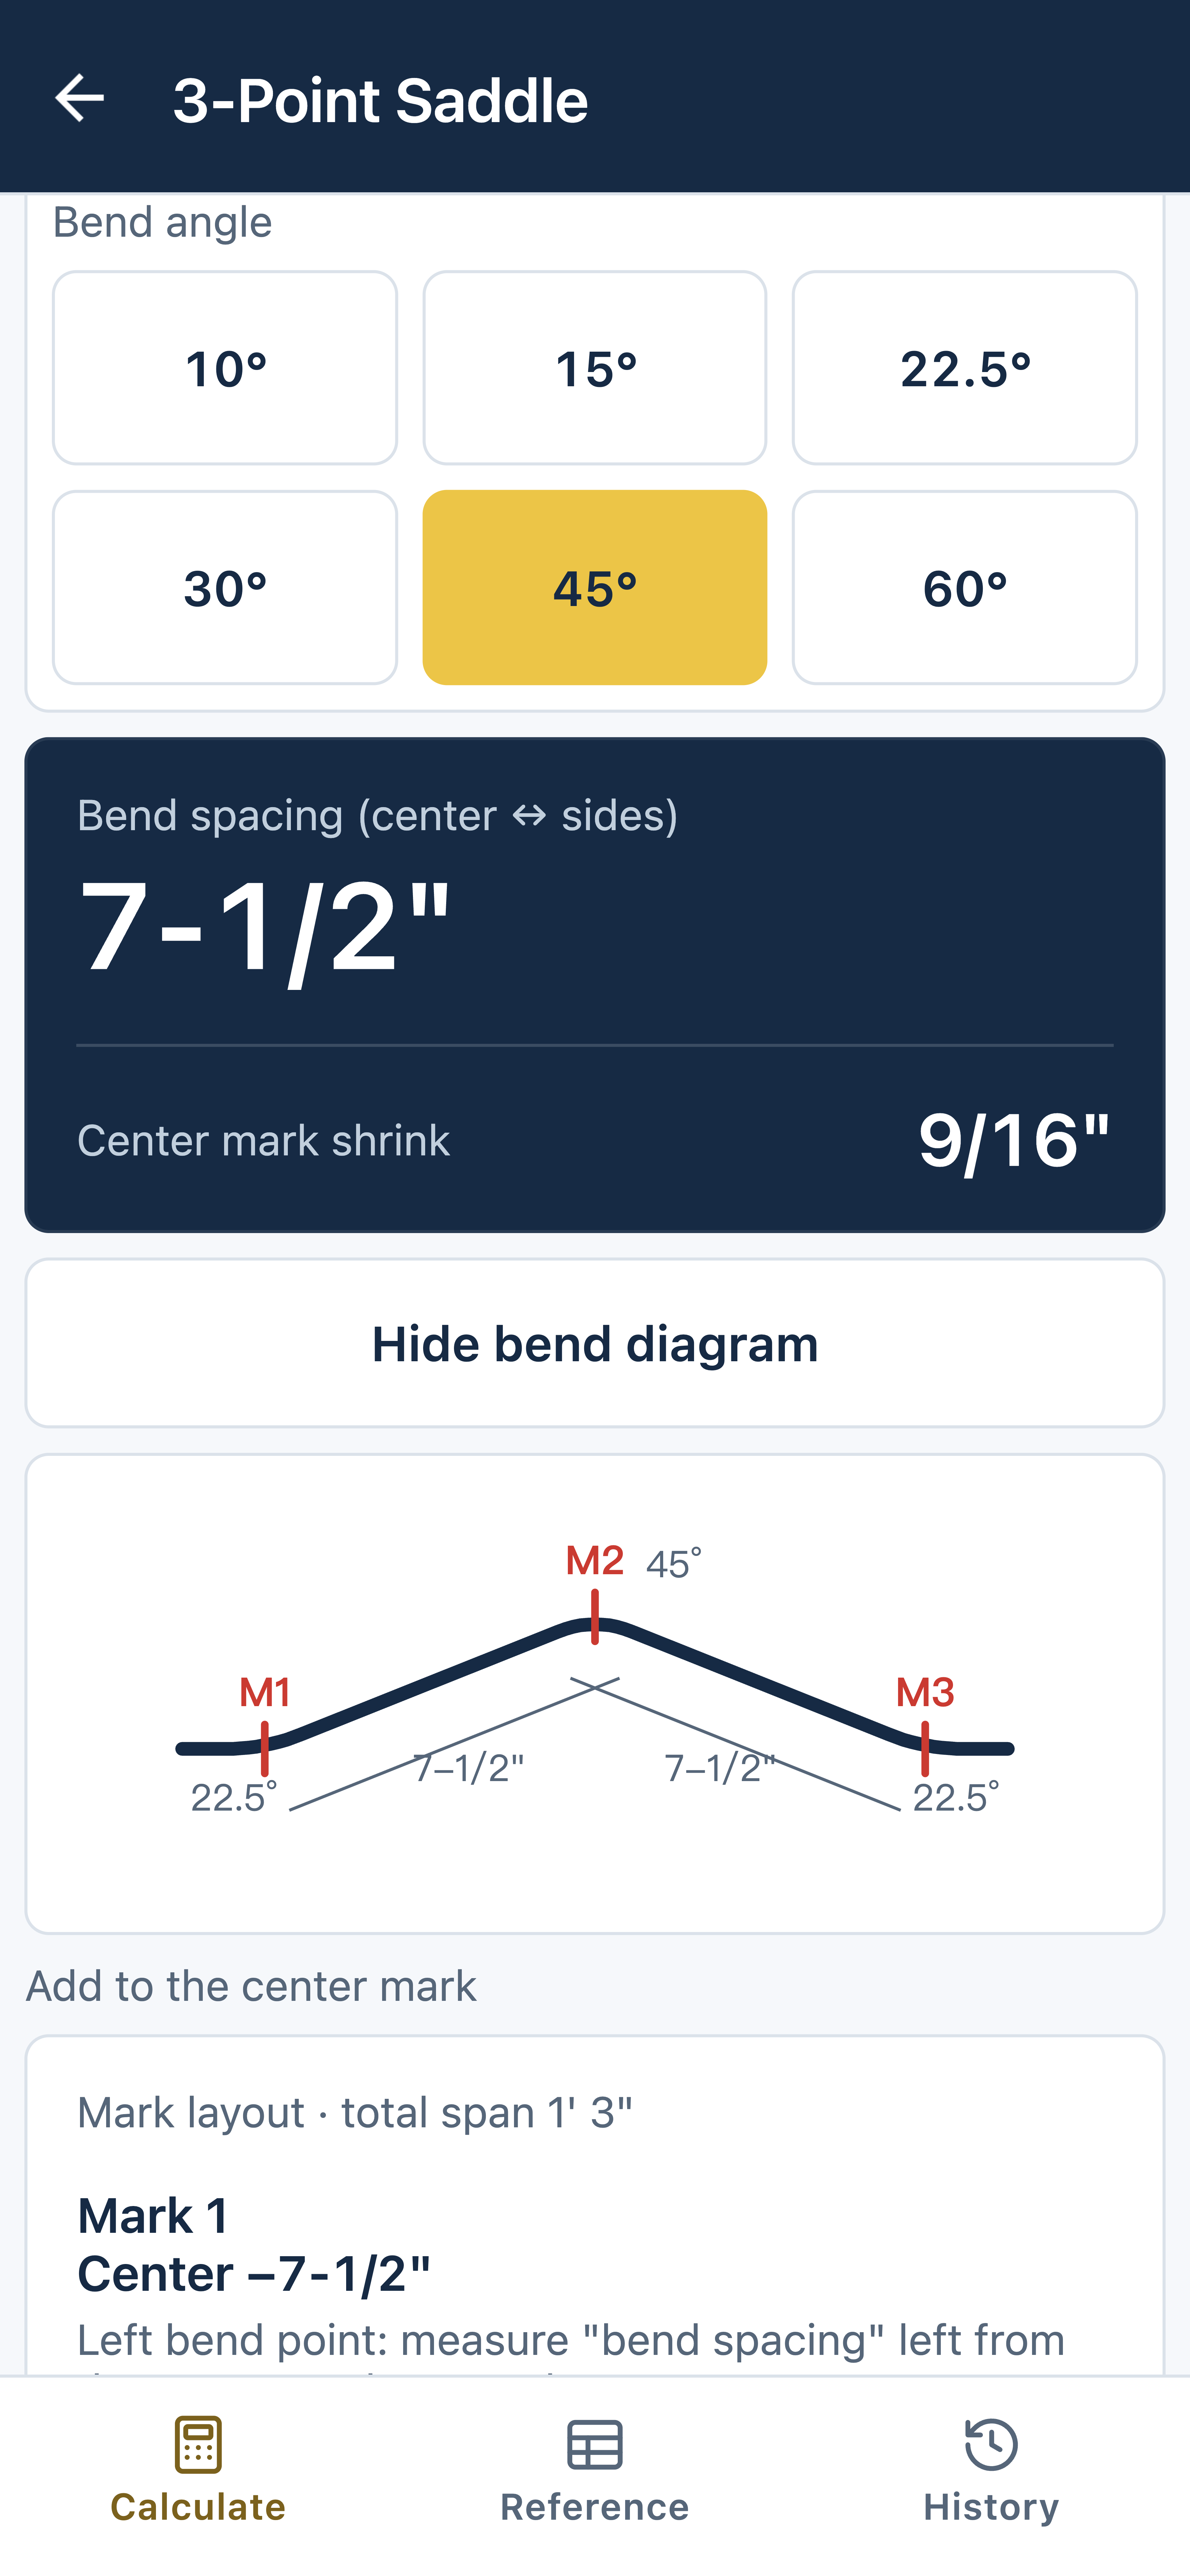 3-Point Saddle
Bend angle
10°
15°
22.5°
30°
45°
60°
Bend spacing (center ↔ sides)
7-1/2"
Center mark shrink
9/16"
Hide bend diagram
M2 45°
M1
M3
7–1/2"
7–1/2"
22.5°
22.5°
Add to the center mark
Mark layout · total span 1' 3"
Mark 1
Center –7-1/2"
Left bend point: measure "bend spacing" left from
Calculate
Reference
History